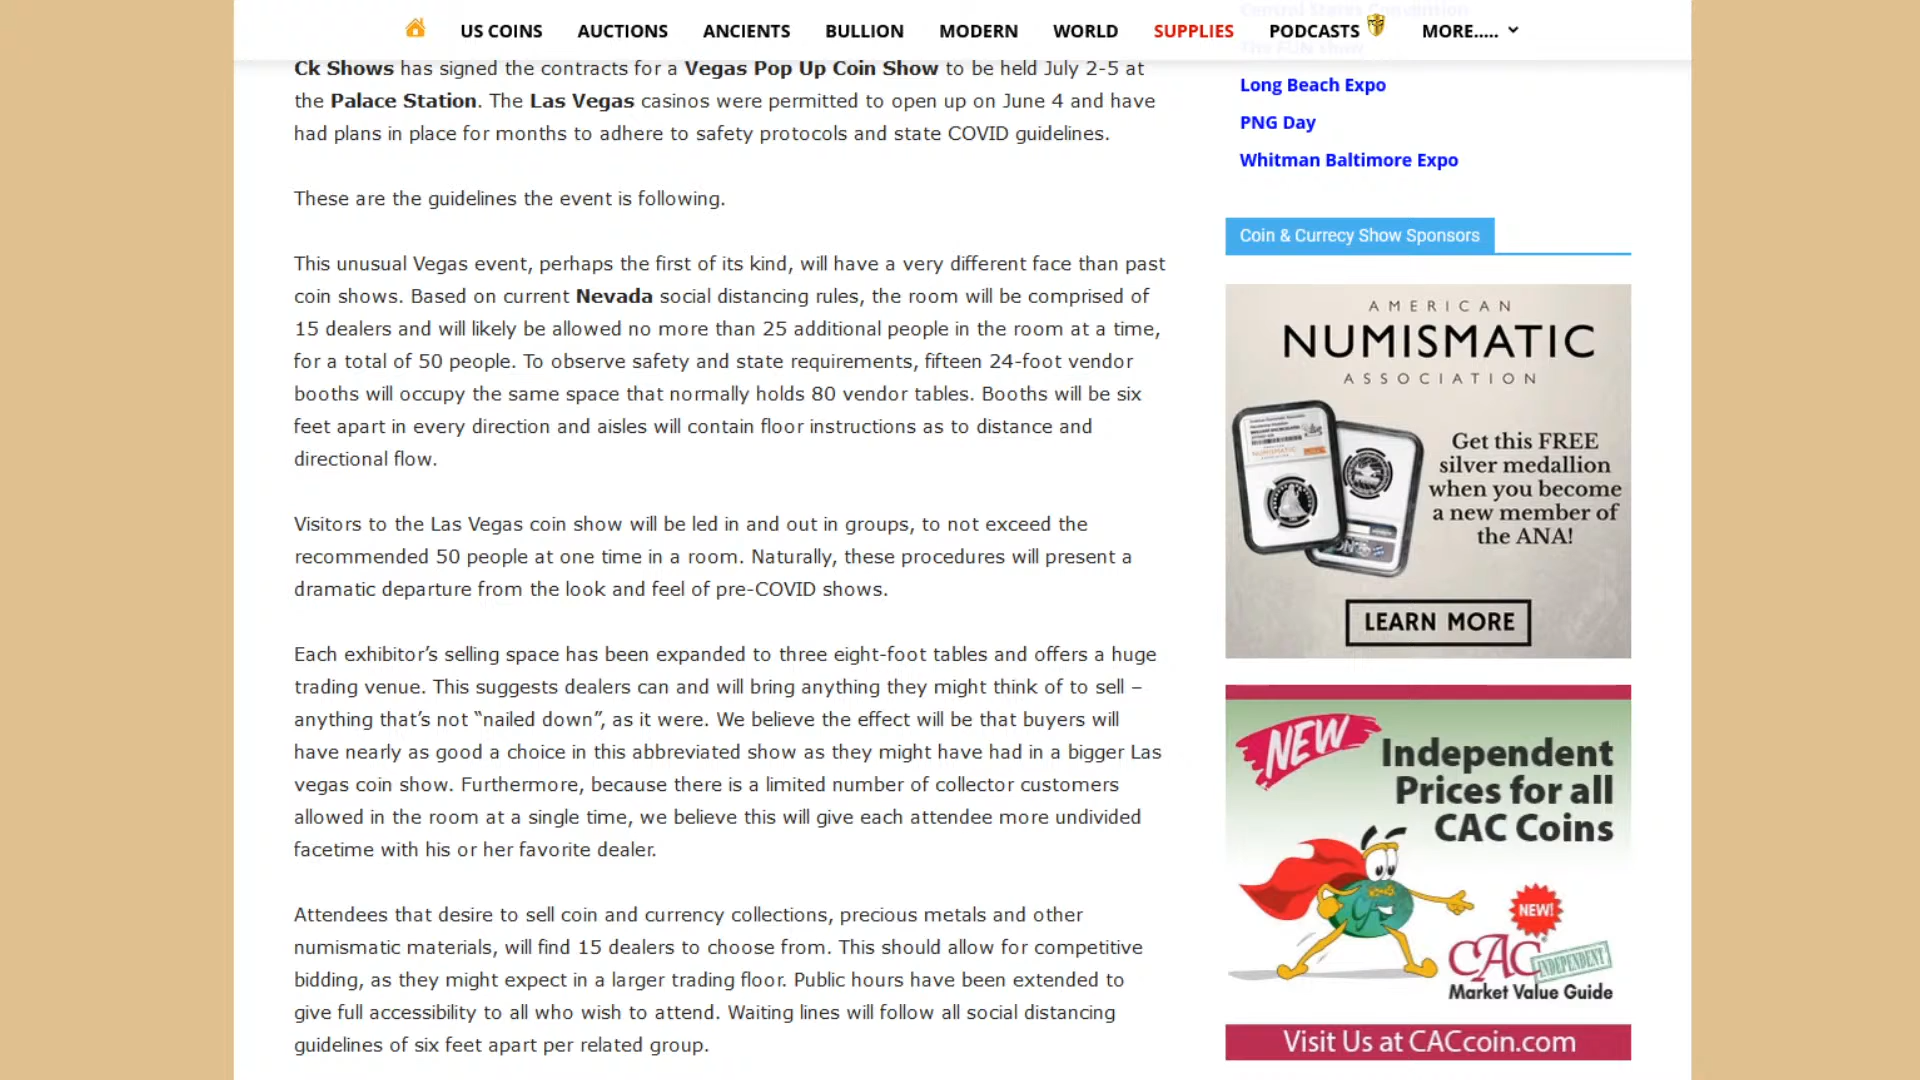 US COINS
AUCTIONS
ANCIENTS
BULLION
MODERN
WORLD
SUPPLIES
PODCASTS
MORE.....
Ck Shows has signed the contracts for a Vegas Pop Up Coin Show to be held July 2-5 at
the Palace Station. The Las Vegas casinos were permitted to open up on June 4 and have
had plans in place for months to adhere to safety protocols and state COVID guidelines.
These are the guidelines the event is following.
This unusual Vegas event, perhaps the first of its kind, will have a very different face than past
coin shows. Based on current Nevada social distancing rules, the room will be comprised of
15 dealers and will likely be allowed no more than 25 additional people in the room at a time,
for a total of 50 people. To observe safety and state requirements, fifteen 24-foot vendor
booths will occupy the same space that normally holds 80 vendor tables. Booths will be six
feet apart in every direction and aisles will contain floor instructions as to distance and
directional flow.
Visitors to the Las Vegas coin show will be led in and out in groups, to not exceed the
recommended 50 people at one time in a room. Naturally, these procedures will present a
dramatic departure from the look and feel of pre-COVID shows.
Each exhibitor’s selling space has been expanded to three eight-foot tables and offers a huge
trading venue. This suggests dealers can and will bring anything they might think of to sell –
anything that’s not “nailed down”, as it were. We believe the effect will be that buyers will
have nearly as good a choice in this abbreviated show as they might have had in a bigger Las
vegas coin show. Furthermore, because there is a limited number of collector customers
allowed in the room at a single time, we believe this will give each attendee more undivided
facetime with his or her favorite dealer.
Attendees that desire to sell coin and currency collections, precious metals and other
numismatic materials, will find 15 dealers to choose from. This should allow for competitive
bidding, as they might expect in a larger trading floor. Public hours have been extended to
give full accessibility to all who wish to attend. Waiting lines will follow all social distancing
guidelines of six feet apart per related group.
Central States Convention
The FUN show
Long Beach Expo
PNG Day
Whitman Baltimore Expo
Coin & Currecy Show Sponsors
AMERICAN
NUMISMATIC
ASSOCIATION
Get this FREE
silver medallion
when you become
a new member of
the ANA!
LEARN MORE
NEW
Independent
Prices for all
CAC Coins
NEW!
CAC INDEPENDENT
Market Value Guide
Visit Us at CACcoin.com